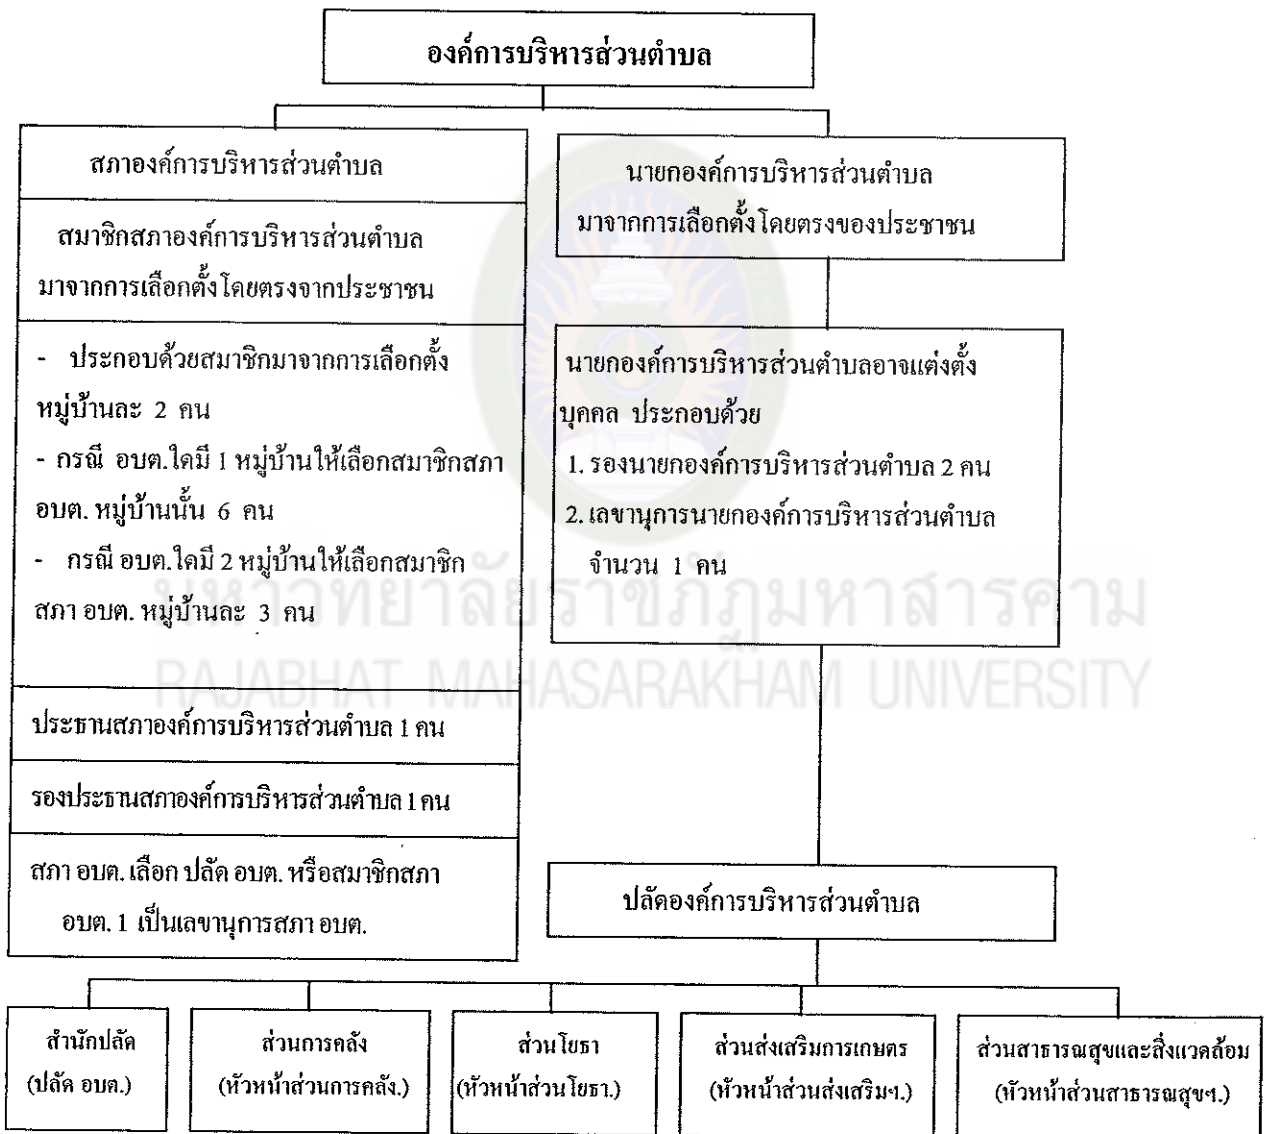 องค์การบริหารส่วนตำบล
สภาองค์การบริหารส่วนตำบล
สมาชิกสภาองค์การบริหารส่วนตำบล
มาจากการเลือกตั้งโดยตรงจากประชาชน
- ประกอบด้วยสมาชิกมาจากการเลือกตั้ง
หมู่บ้านละ 2 คน
- กรณี อบต.ใดมี 1 หมู่บ้านให้เลือกสมาชิกสภา
อบต. หมู่บ้านนั้น 6 คน
- กรณี อบต.ใดมี 2 หมู่บ้านให้เลือกสมาชิก
สภา อบต. หมู่บ้านละ 3 คน
ประธานสภาองค์การบริหารส่วนตำบล 1 คน
รองประธานสภาองค์การบริหารส่วนตำบล 1 คน
สภา อบต. เลือก ปลัด อบต. หรือสมาชิกสภา
อบต. 1 เป็นเลขานุการสภา อบต.
นายกองค์การบริหารส่วนตำบล
มาจากการเลือกตั้งโดยตรงของประชาชน
นายกองค์การบริหารส่วนตำบลอาจแต่งตั้ง
บุคคล ประกอบด้วย
1. รองนายกองค์การบริหารส่วนตำบล 2 คน
2. เลขานุการนายกองค์การบริหารส่วนตำบล
จำนวน 1 คน
มหาวิทยาลัยราชภัฏมหาสารคาม
RAJABHAT MAHASARAKHAM UNIVERSITY
ปลัดองค์การบริหารส่วนตำบล
สำนักปลัด
(ปลัด อบต.)
ส่วนการคลัง
(หัวหน้าส่วนการคลัง.)
ส่วนโยธา
(หัวหน้าส่วนโยธา.)
ส่วนส่งเสริมการเกษตร
(หัวหน้าส่วนส่งเสริมฯ.)
ส่วนสาธารณสุขและสิ่งแวดล้อม
(หัวหน้าส่วนสาธารณสุขฯ.)